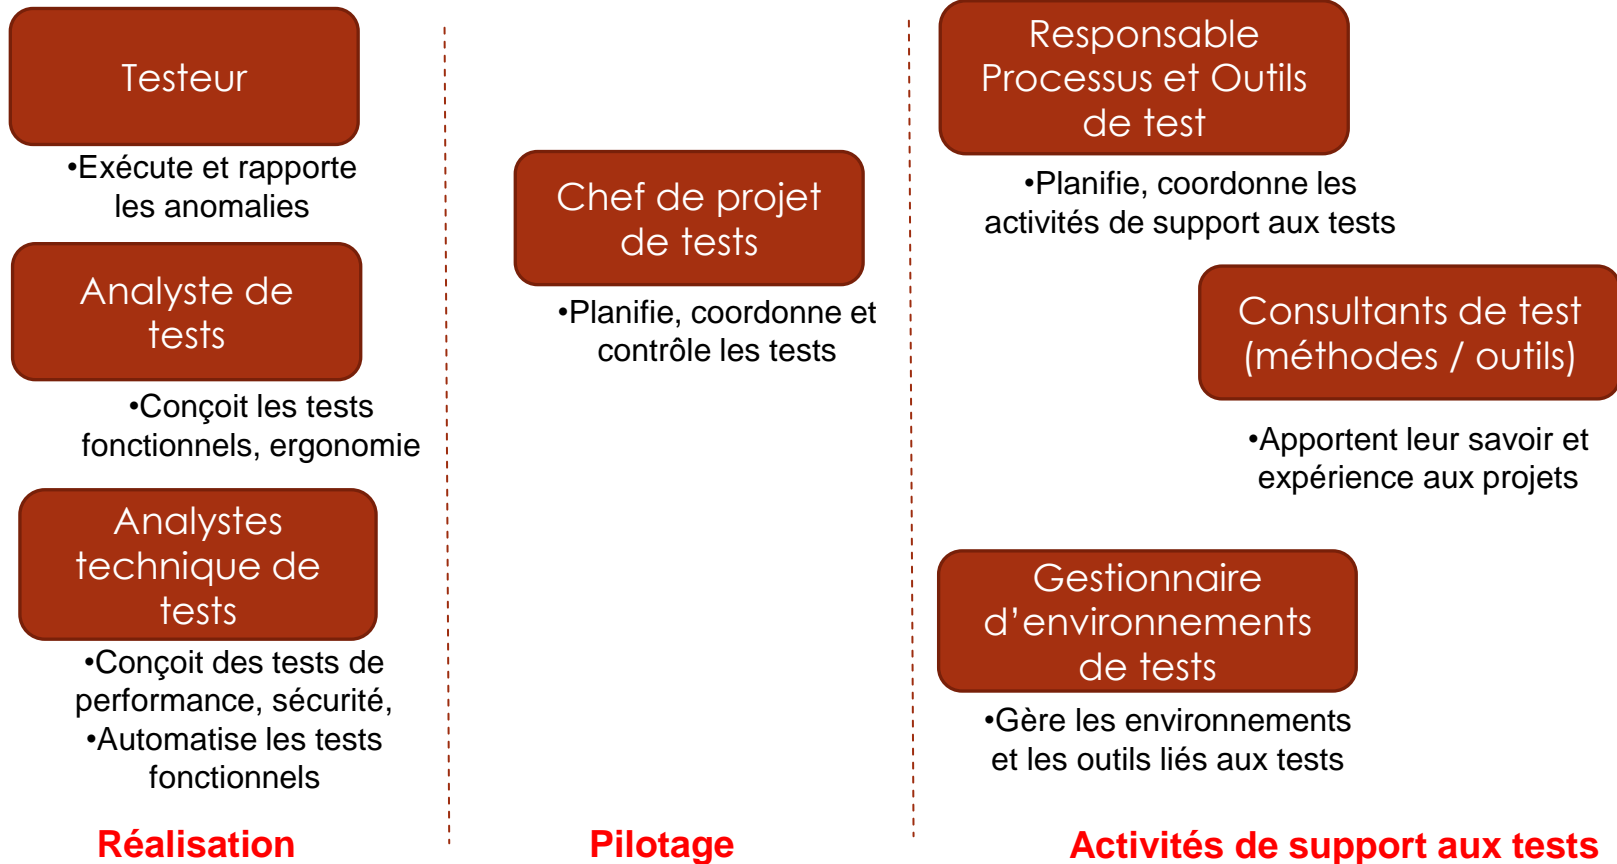 Testeur
•Exécute et rapporte
les anomalies
Analyste de
tests
•Conçoit les tests
fonctionnels, ergonomie
Analystes
technique de
tests
•Conçoit des tests de
performance, sécurité,
•Automatise les tests
fonctionnels
Réalisation
Chef de projet
de tests
•Planifie, coordonne et
contrôle les tests
Pilotage
Responsable
Processus et Outils
de test
•Planifie, coordonne les
activités de support aux tests
Consultants de test
(méthodes / outils)
•Apportent leur savoir et
expérience aux projets
Gestionnaire
d’environnements
de tests
•Gère les environnements
et les outils liés aux tests
Activités de support aux tests